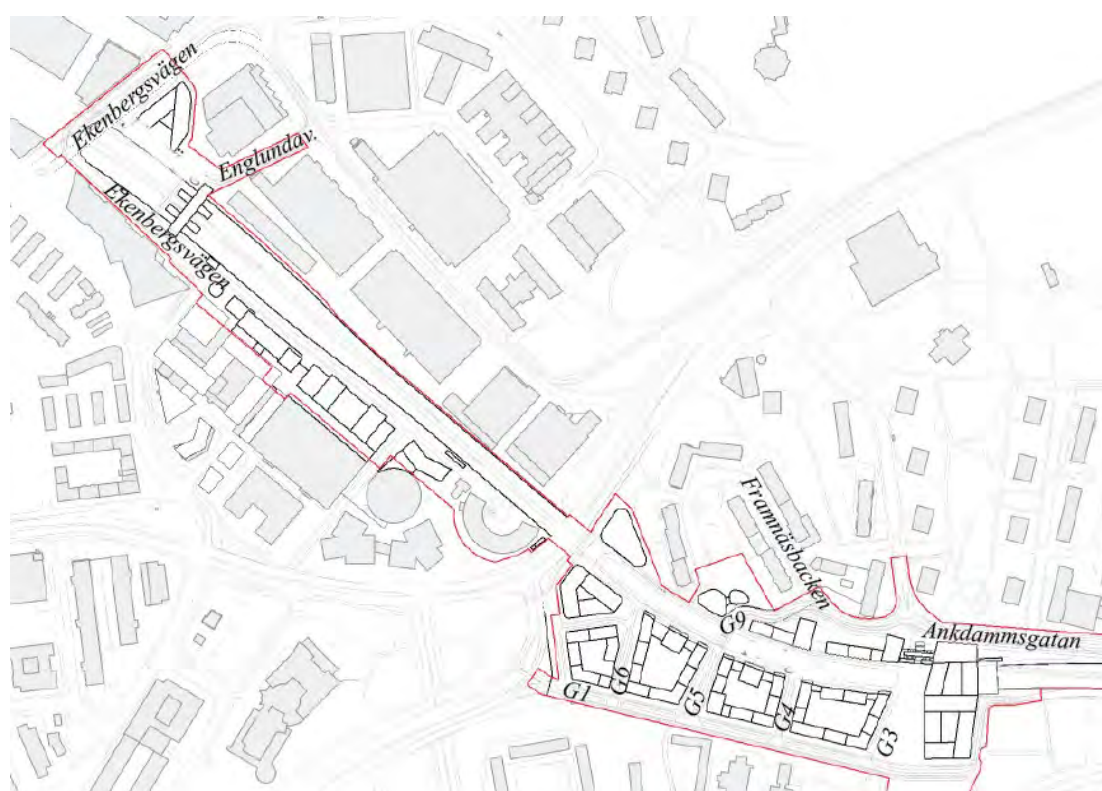 Ekenbergsvägen
Englundav.
Ekenbergsvägen
Framnäsbacken
G9
Ankdammsgatan
G1
G6
G5
G4
G3